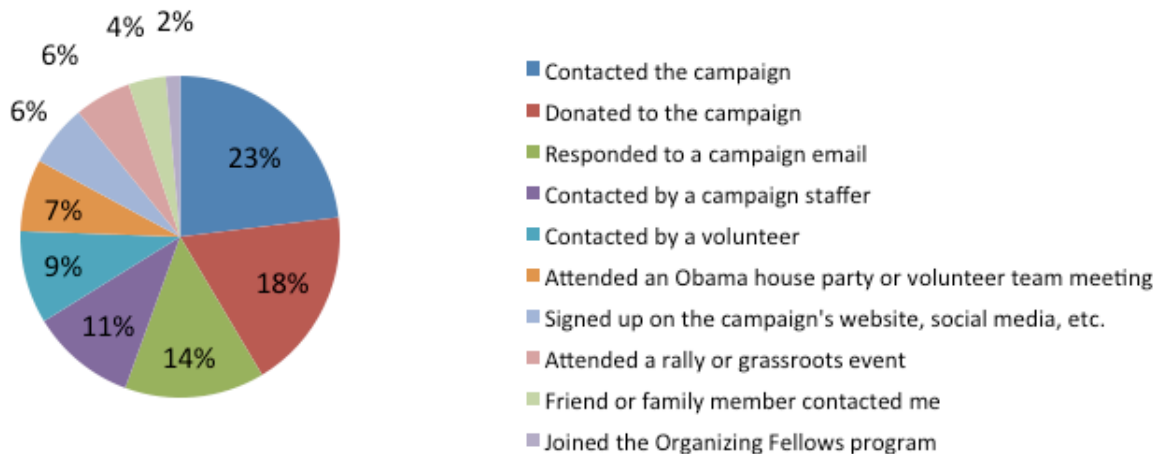 4% 2%
6%
6%
23%
7%
9%
18%
11%
14%
Contacted the campaign
Donated to the campaign
Responded to a campaign email
Contacted by a campaign staffer
Contacted by a volunteer
Attended an Obama house party or volunteer team meeting
Signed up on the campaign's website, social media, etc.
Attended a rally or grassroots event
Friend or family member contacted me
Joined the Organizing Fellows program